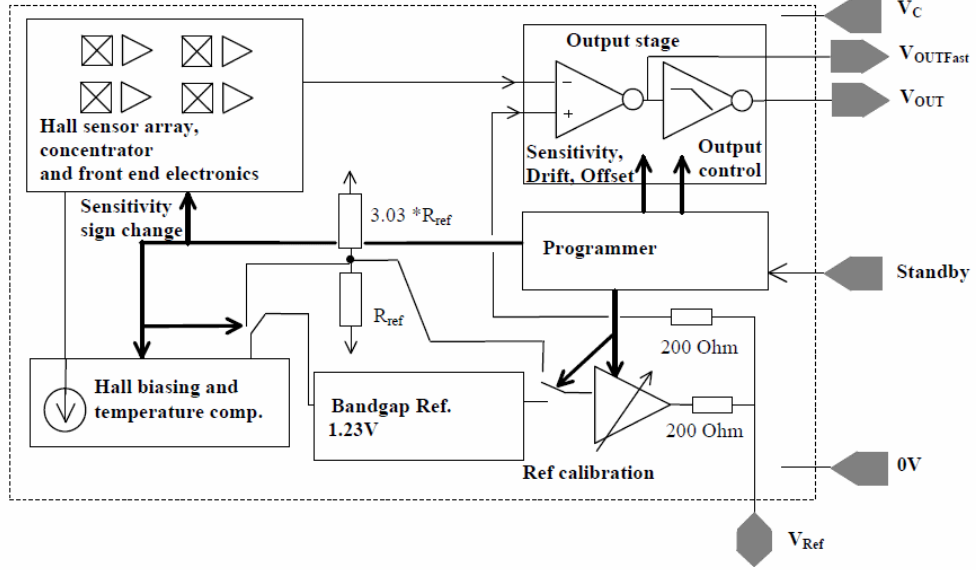 V_C
Output stage
V_OUTFast
−
V_OUT
+
Hall sensor array,
concentrator
and front end electronics
Sensitivity,
Drift, Offset
Output
control
Sensitivity
sign change
3.03 *R_ref
Programmer
Standby
R_ref
200 Ohm
Hall biasing and
temperature comp.
Bandgap Ref.
1.23V
200 Ohm
Ref calibration
0V
V_Ref